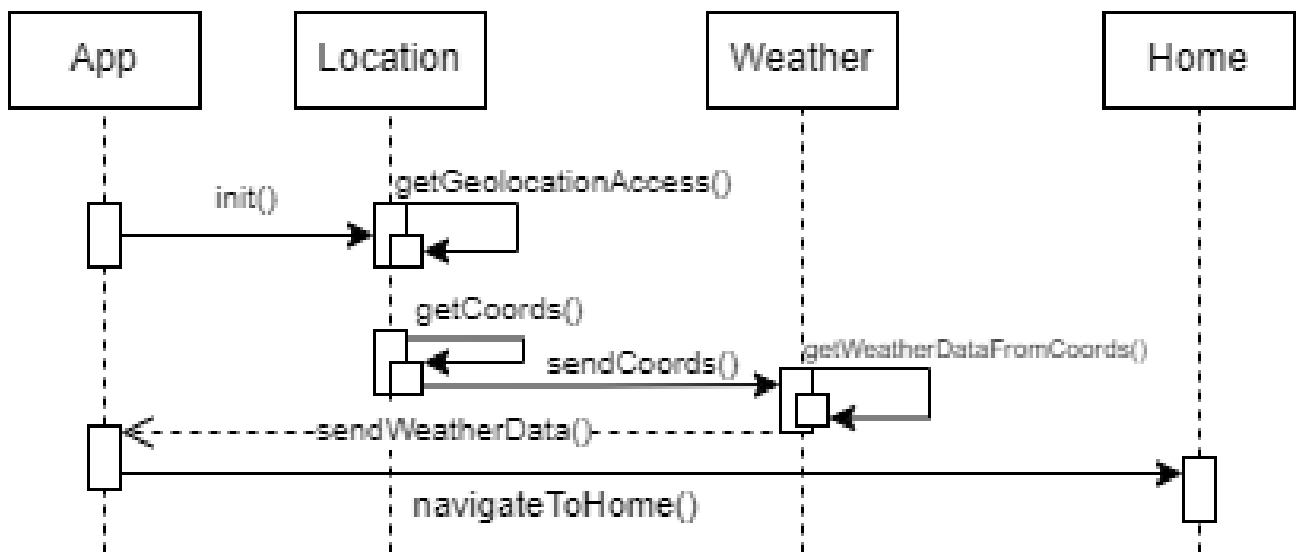 App
Location
Weather
Home
init()
getGeolocationAccess()
getCoords()
sendCoords()
getWeatherDataFromCoords()
sendWeatherData()
navigateToHome()